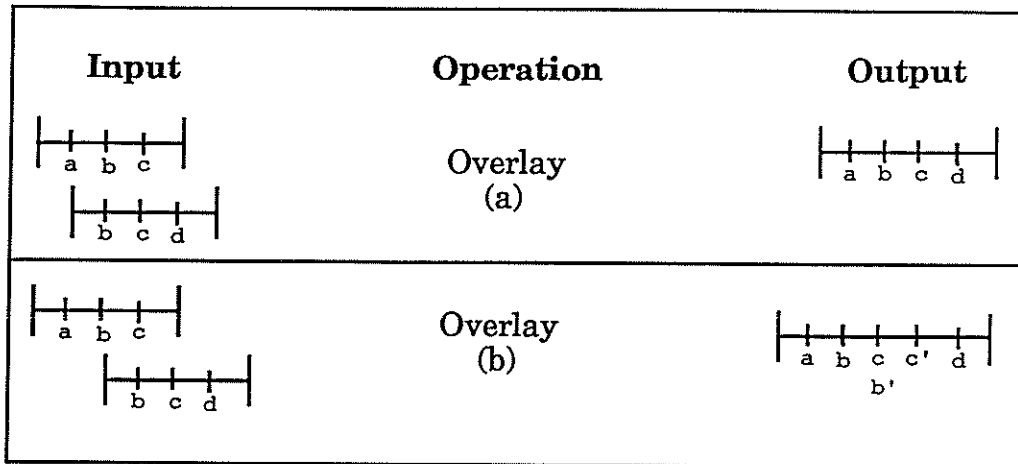 Input Operation Output
a b c
Overlay
(a)
a b c d
b c d
a b c
Overlay
(b)
a b c c' d
b'
b c d